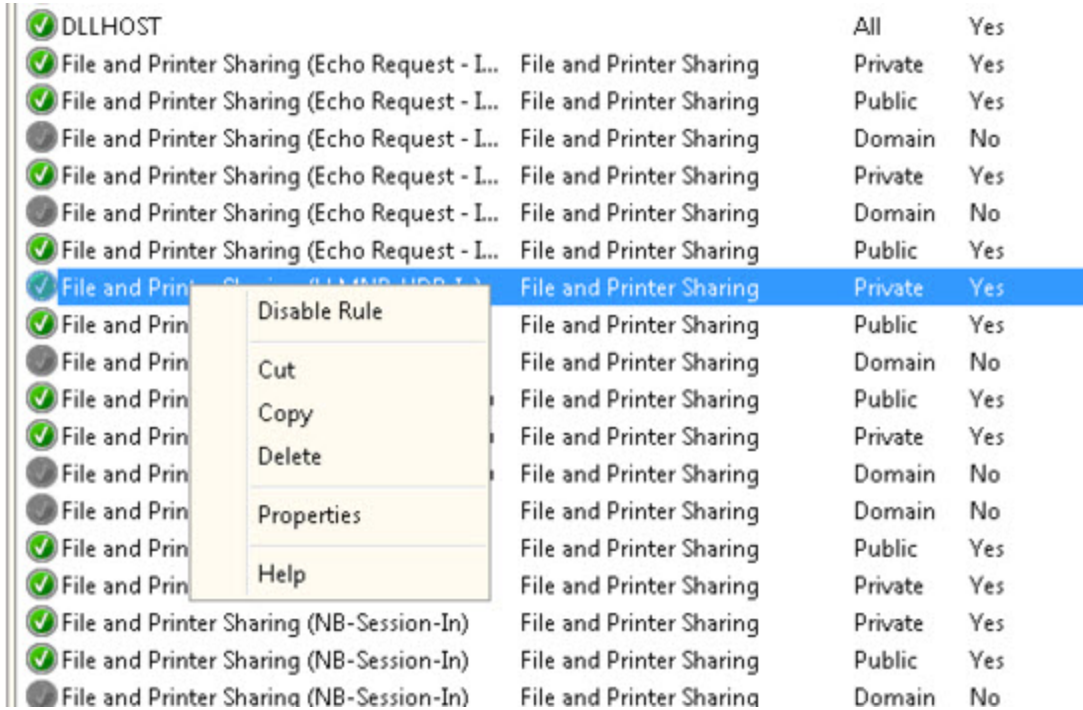 DLLHOST All Yes
File and Printer Sharing (Echo Request - I... File and Printer Sharing Private Yes
File and Printer Sharing (Echo Request - I... File and Printer Sharing Public Yes
File and Printer Sharing (Echo Request - I... File and Printer Sharing Domain No
File and Printer Sharing (Echo Request - I... File and Printer Sharing Private Yes
File and Printer Sharing (Echo Request - I... File and Printer Sharing Domain No
File and Printer Sharing (Echo Request - I... File and Printer Sharing Public Yes
File and Printer Sharing (LLMNR-UDP-In) File and Printer Sharing Private Yes
File and Prin File and Printer Sharing Public Yes
File and Prin File and Printer Sharing Domain No
File and Prin File and Printer Sharing Public Yes
File and Prin File and Printer Sharing Private Yes
File and Prin File and Printer Sharing Domain No
File and Prin File and Printer Sharing Domain No
File and Prin File and Printer Sharing Public Yes
File and Prin File and Printer Sharing Private Yes
File and Printer Sharing (NB-Session-In) File and Printer Sharing Private Yes
File and Printer Sharing (NB-Session-In) File and Printer Sharing Public Yes
File and Printer Sharing (NB-Session-In) File and Printer Sharing Domain No
Disable Rule
Cut
Copy
Delete
Properties
Help